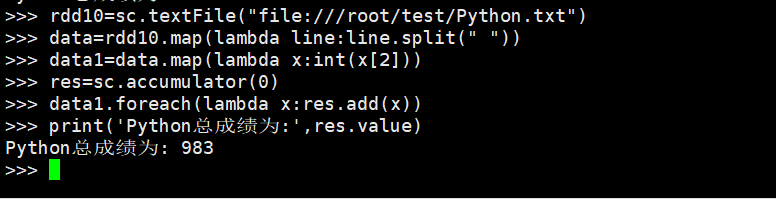 >>> rdd10=sc.textFile("file:///root/test/Python.txt")
>>> data=rdd10.map(lambda line:line.split(" "))
>>> data1=data.map(lambda x:int(x[2]))
>>> res=sc.accumulator(0)
>>> data1.foreach(lambda x:res.add(x))
>>> print('Python总成绩为:',res.value)
Python总成绩为: 983
>>>